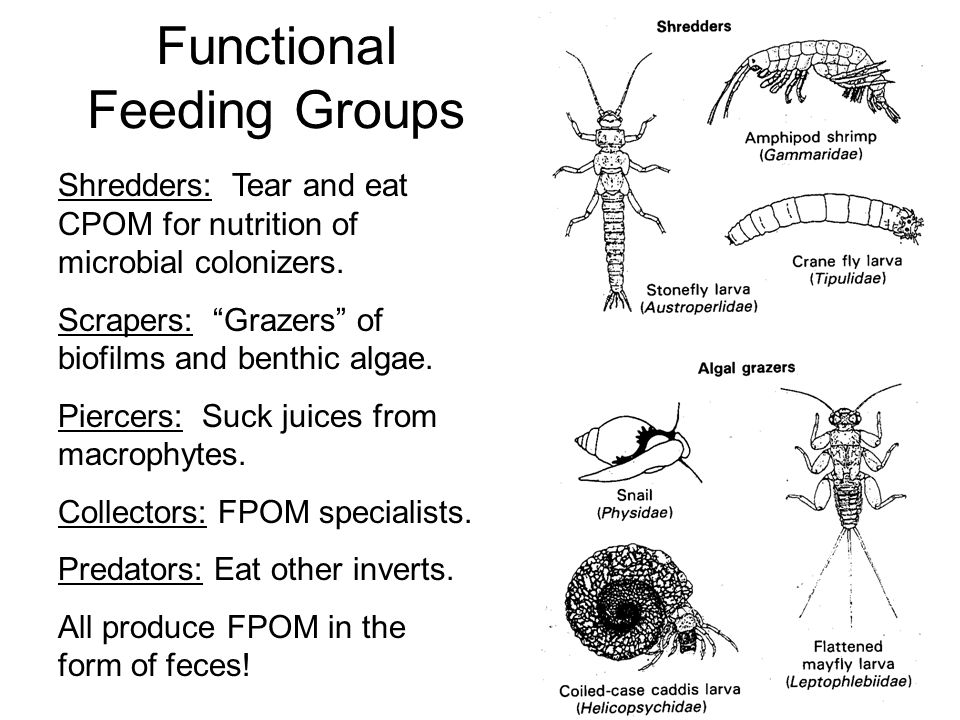 Functional
Feeding Groups
Shredders: Tear and eat
CPOM for nutrition of
microbial colonizers.
Scrapers: “Grazers” of
biofilms and benthic algae.
Piercers: Suck juices from
macrophytes.
Collectors: FPOM specialists.
Predators: Eat other inverts.
All produce FPOM in the
form of feces!
Shredders
Amphipod shrimp
(Gammaridae)
Crane fly larva
(Tipulidae)
Stonefly larva
(Austroperlidae)
Algal grazers
Snail
(Physidae)
Flattened
mayfly larva
(Leptophlebiidae)
Coiled-case caddis larva
(Helicopsychidae)